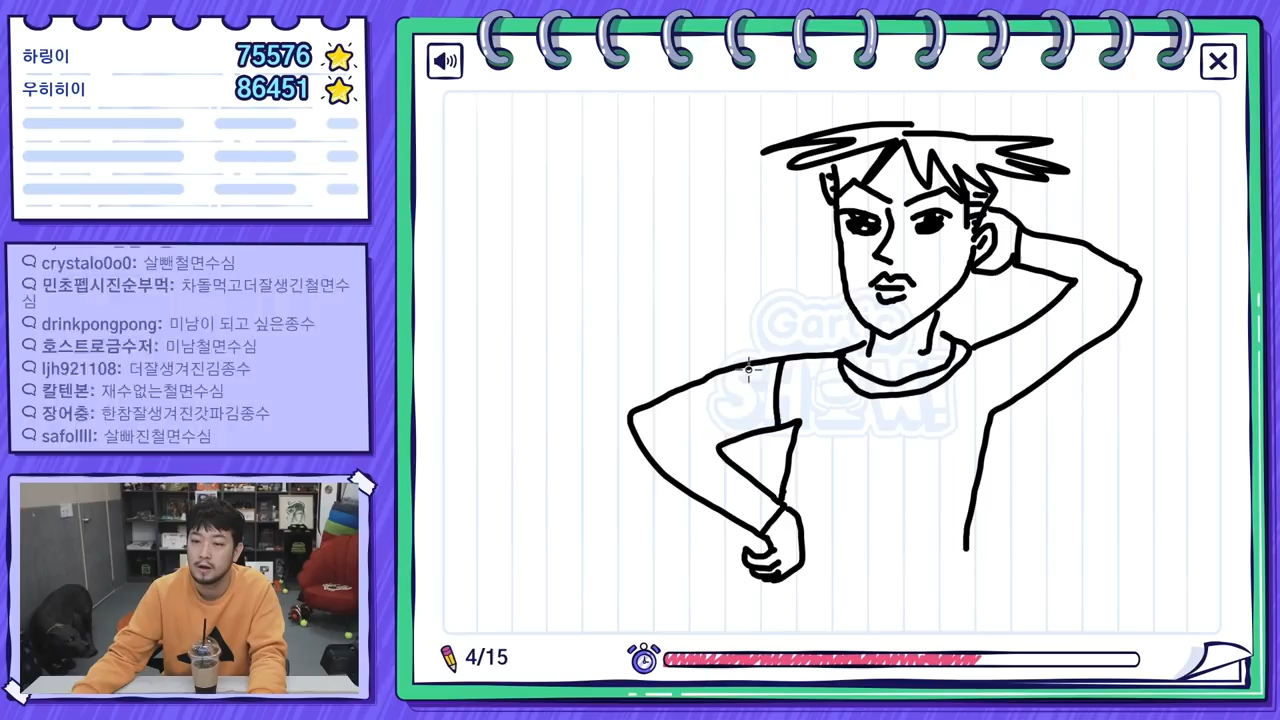 하링이 75576
우히히이 86451
crystalo0o0: 살뺀철면수심
민초펩시진순부먹: 차돌먹고더잘생긴철면수
심
drinkpongpong: 미남이 되고 싶은종수
호스트로금수저: 미남철면수심
ljh921108: 더잘생겨진김종수
칼텐본: 재수없는철면수심
장어충: 한참잘생겨진갓파김종수
safollll: 살빠진철면수심
Gartic
SHOW!
4/15